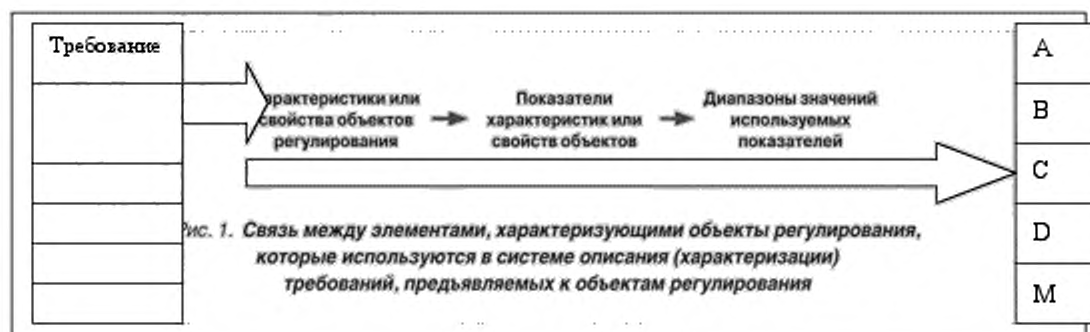 Требование
арактеристики или
свойства объектов
регулирования
Показатели
характеристик или
свойств объектов
Диапазоны значений
используемых
показателей
A
B
C
D
M
Рис. 1. Связь между элементами, характеризующими объекты регулирования,
которые используются в системе описания (характеризации)
требований, предъявляемых к объектам регулирования